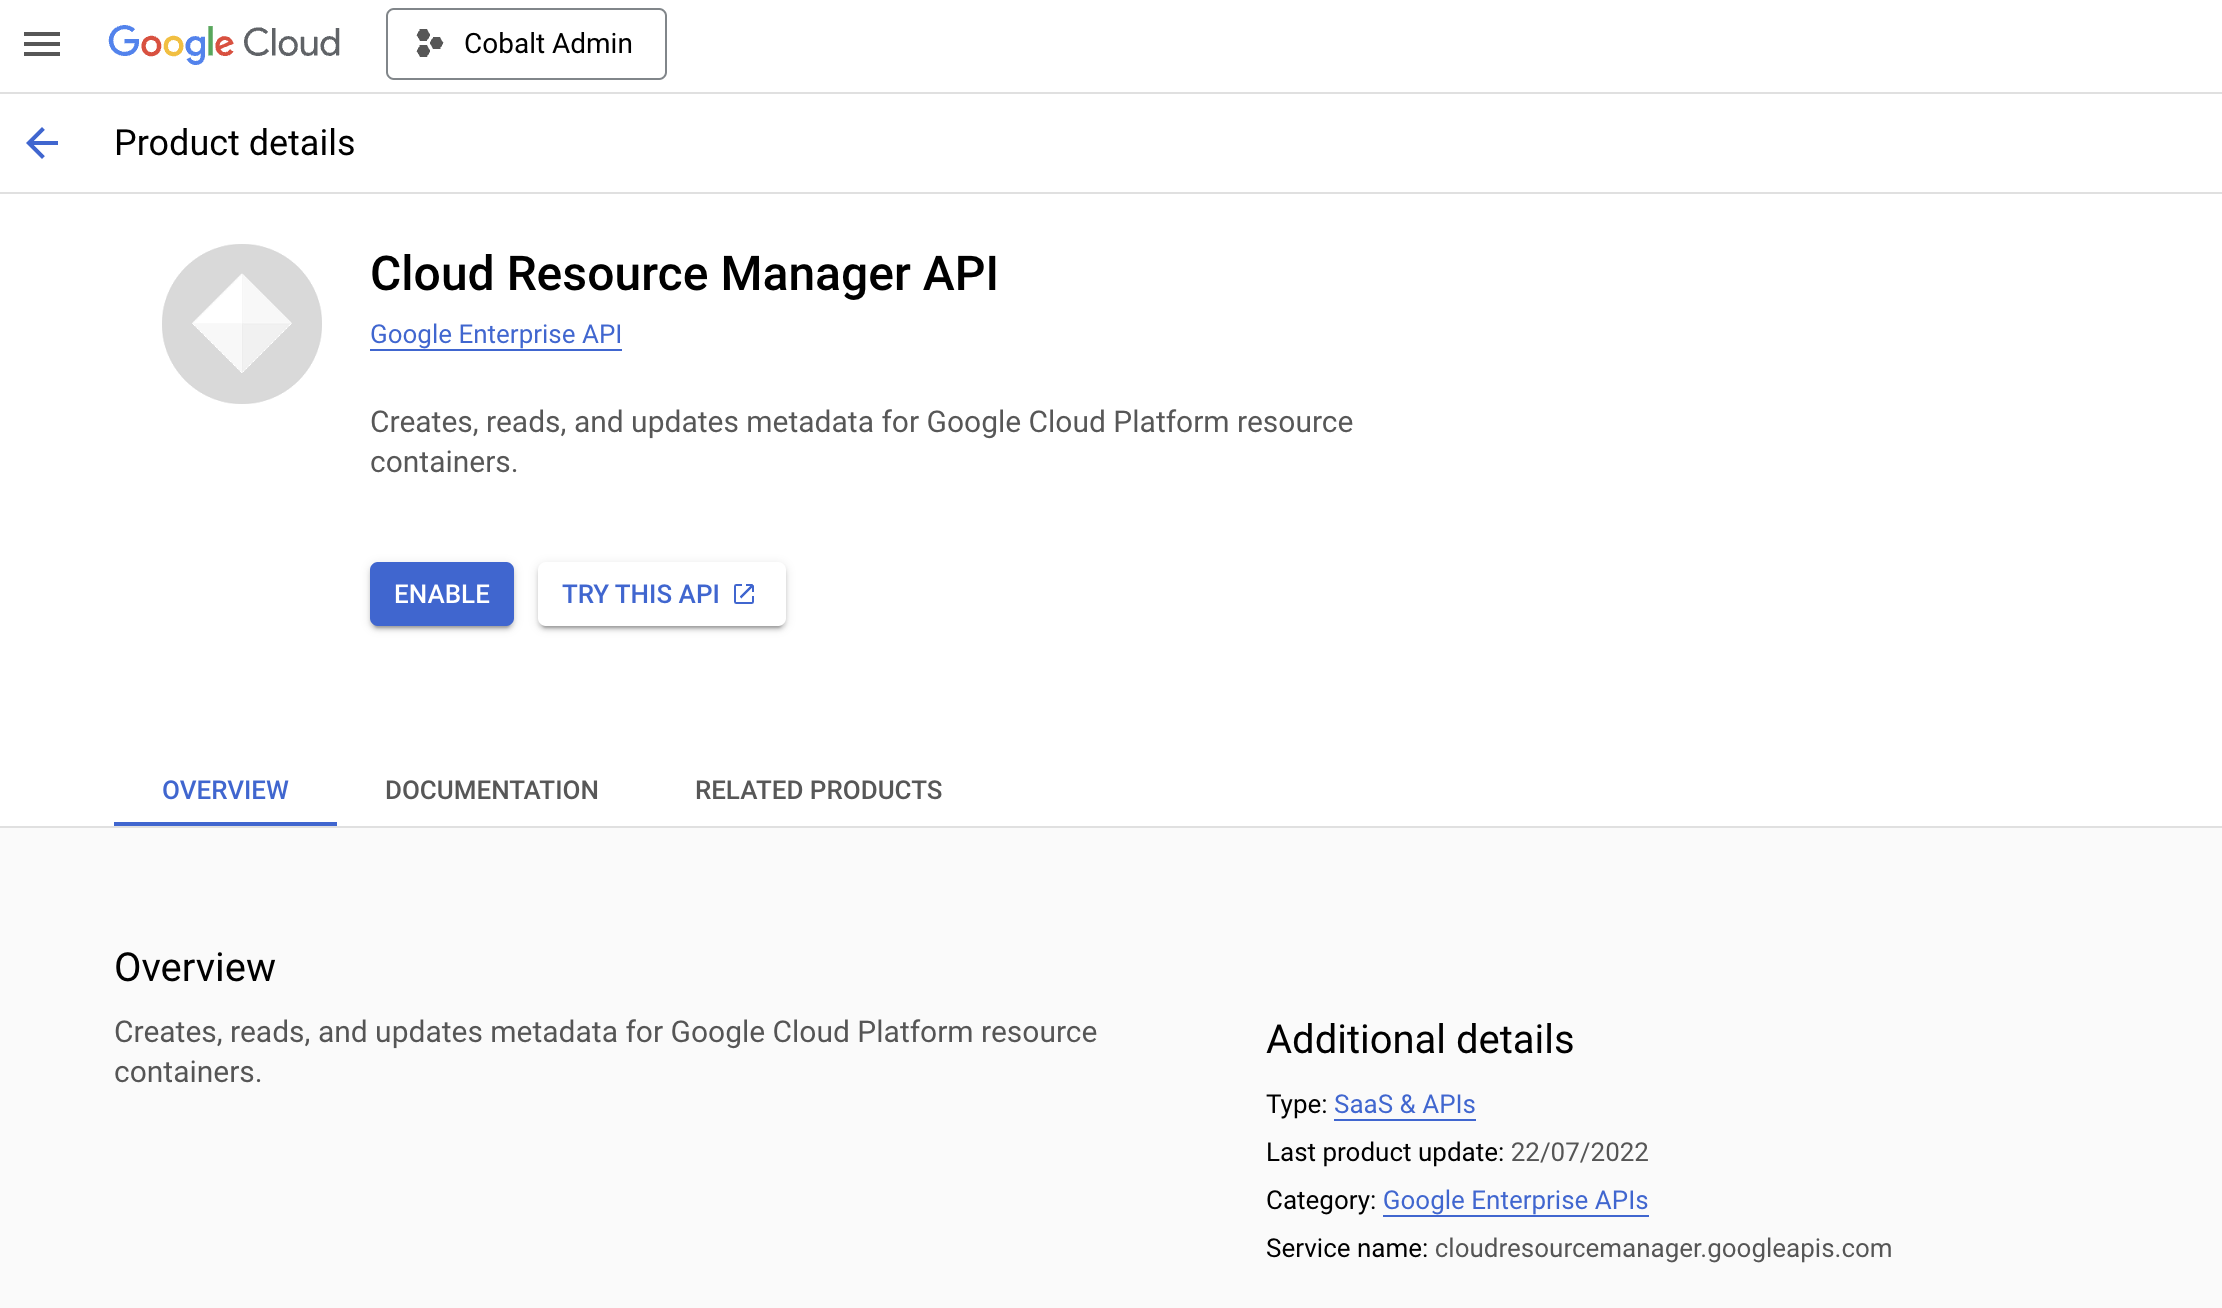 Google Cloud
Cobalt Admin
Product details
Cloud Resource Manager API
Google Enterprise API
Creates, reads, and updates metadata for Google Cloud Platform resource
containers.
ENABLE
TRY THIS API
OVERVIEW
DOCUMENTATION
RELATED PRODUCTS
Overview
Creates, reads, and updates metadata for Google Cloud Platform resource
containers.
Additional details
Type: SaaS & APIs
Last product update: 22/07/2022
Category: Google Enterprise APIs
Service name: cloudresourcemanager.googleapis.com